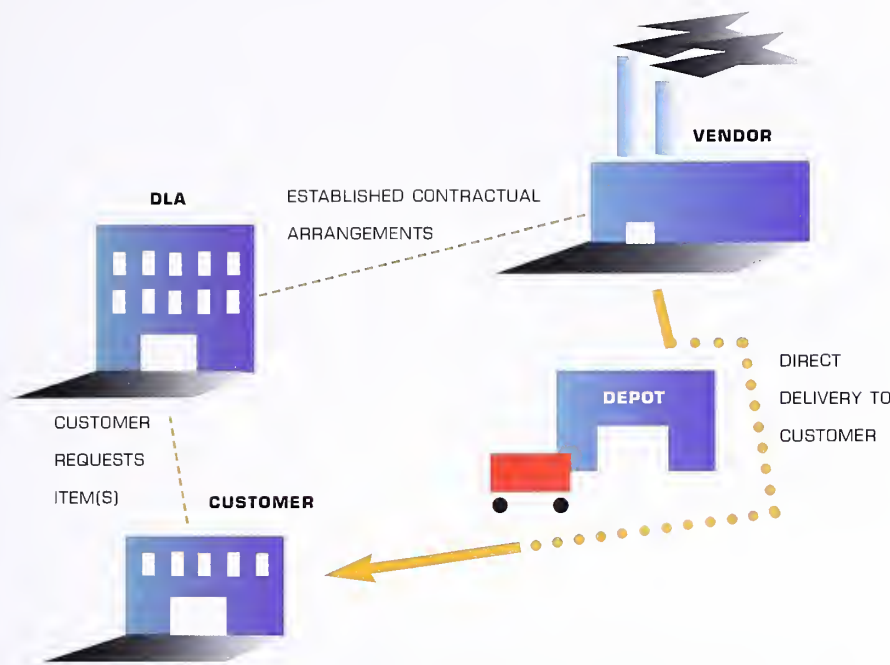 VENDOR
DLA
ESTABLISHED CONTRACTUAL
ARRANGEMENTS
DIRECT
DELIVERY TO
CUSTOMER
DEPOT
CUSTOMER
REQUESTS
ITEM(S)
CUSTOMER